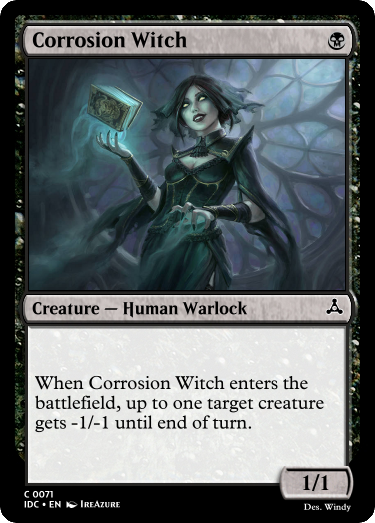 Corrosion Witch
Creature — Human Warlock
When Corrosion Witch enters the
battlefield, up to one target creature
gets -1/-1 until end of turn.
1/1
C 0071
IDC • EN IREAZURE
Des. Windy